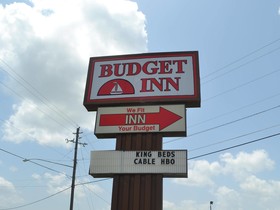 BUDGET
INN
We Fit
INN
Your Budget
KING BEDS
CABLE HBO